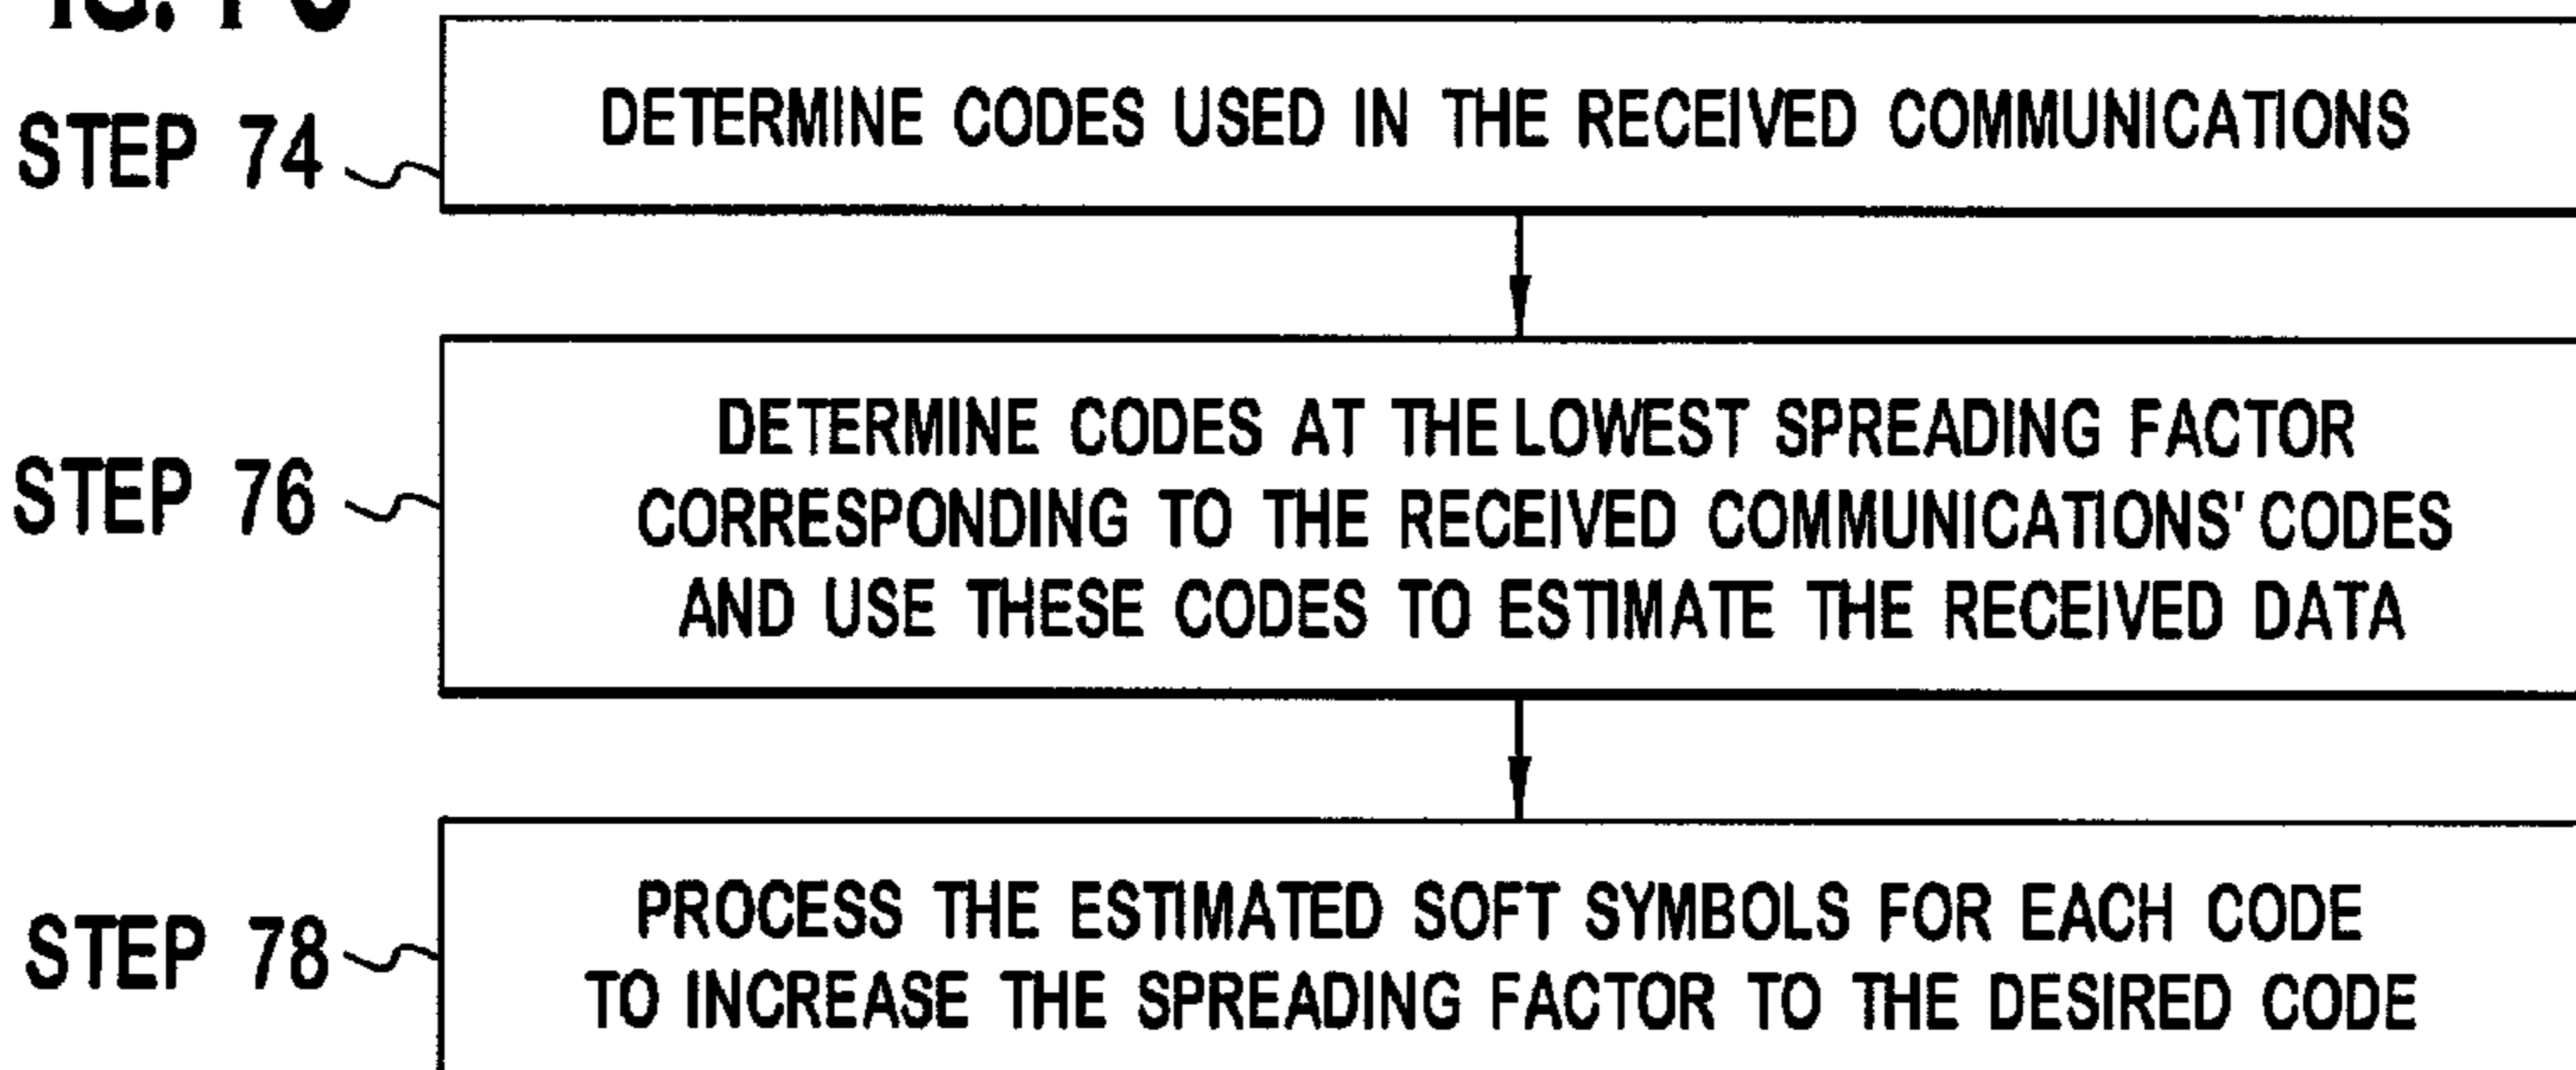 STEP 74
DETERMINE CODES USED IN THE RECEIVED COMMUNICATIONS
STEP 76
DETERMINE CODES AT THE LOWEST SPREADING FACTOR
CORRESPONDING TO THE RECEIVED COMMUNICATIONS' CODES
AND USE THESE CODES TO ESTIMATE THE RECEIVED DATA
STEP 78
PROCESS THE ESTIMATED SOFT SYMBOLS FOR EACH CODE
TO INCREASE THE SPREADING FACTOR TO THE DESIRED CODE